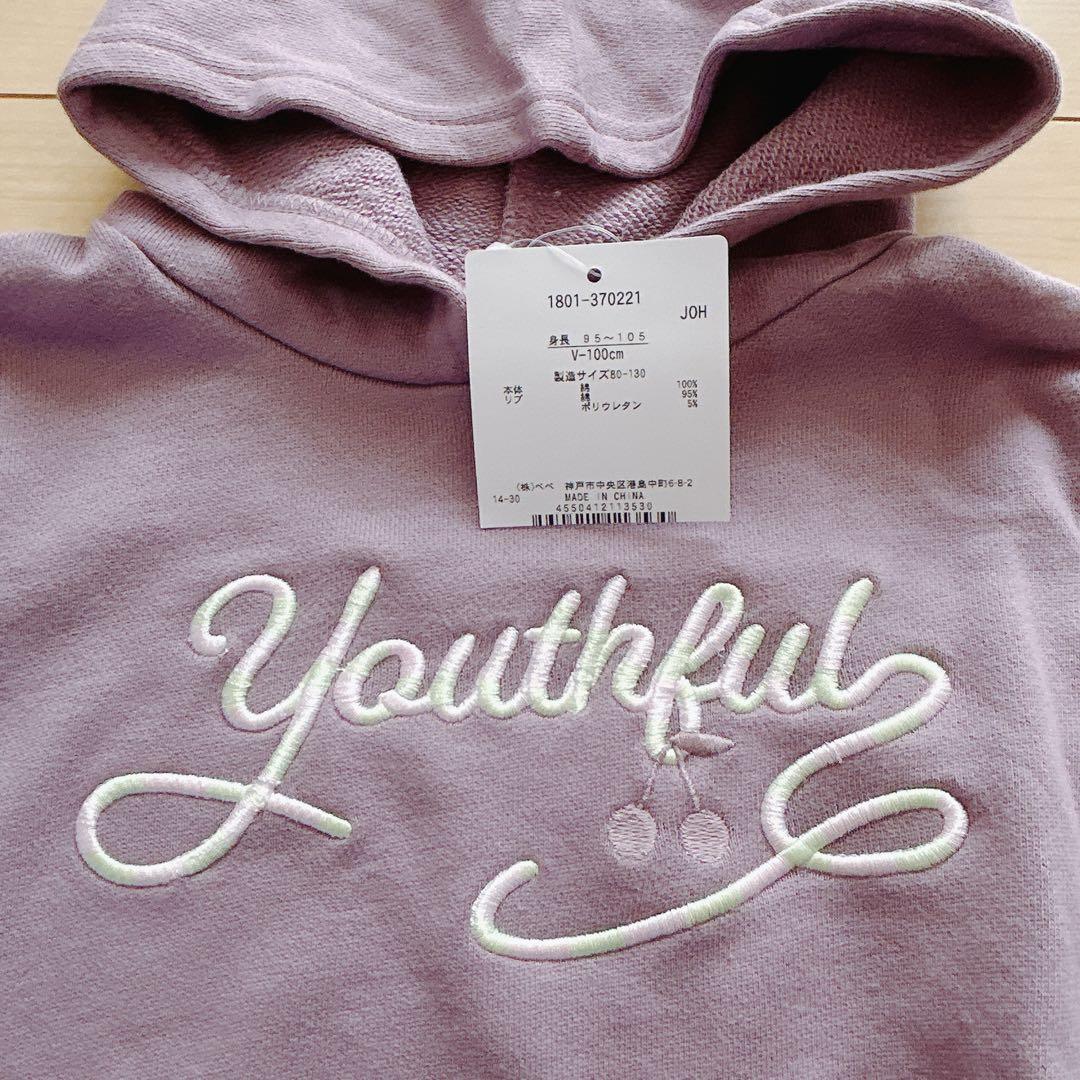 1801-370221
JOH
身長 95~105
V-100cm
製造サイズ80-130
本体 綿 100%
リブ 綿 95%
ポリウレタン 5%
(株)べべ 神戸市中央区港島中町6-8-2
14-30 MADE IN CHINA
4550412113530
Youthful